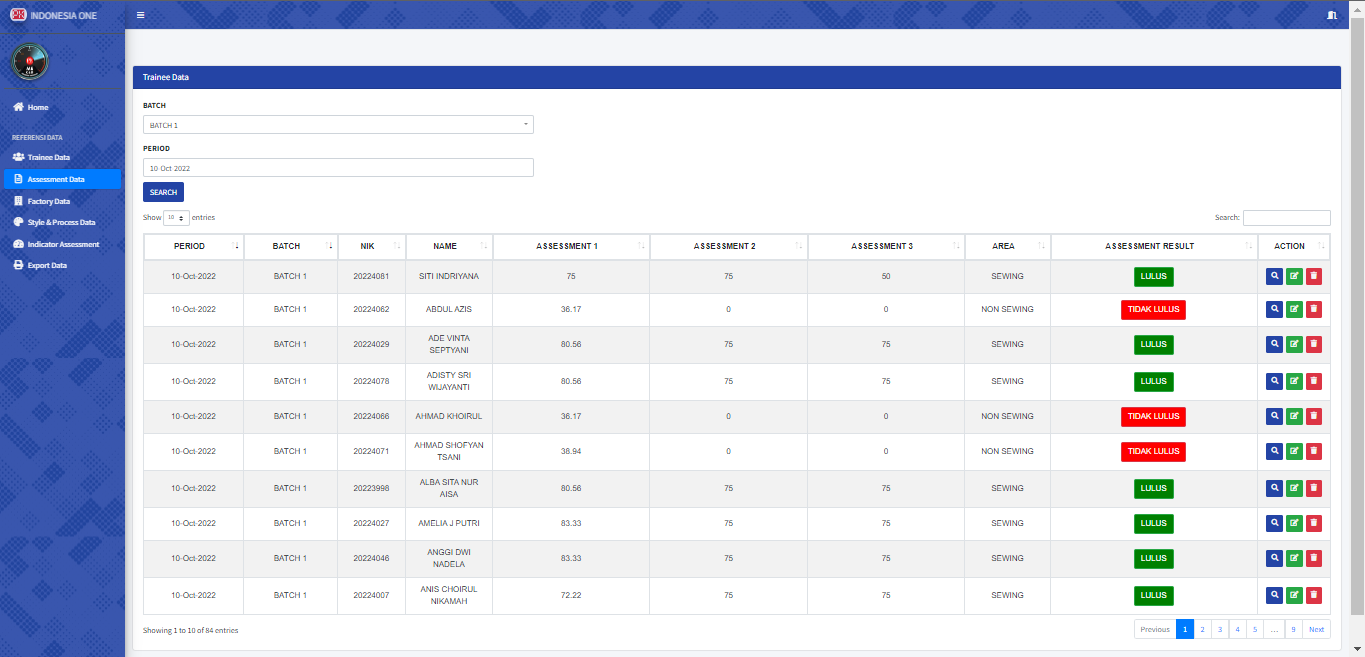 INDONESIA ONE
Home
REFERENSI DATA
Trainee Data
Assessment Data
Factory Data
Style & Process Data
Indicator Assessment
Export Data
Trainee Data
BATCH
BATCH 1
PERIOD
10-Oct-2022
SEARCH
Show 10 entries
Search:
PERIOD BATCH NIK NAME ASSESSMENT 1 ASSESSMENT 2 ASSESSMENT 3 AREA ASSESSMENT RESULT ACTION
10-Oct-2022 BATCH 1 20224081 SITI INDRIYANA 75 75 50 SEWING LULUS
10-Oct-2022 BATCH 1 20224062 ABDUL AZIS 36.17 0 0 NON SEWING TIDAK LULUS
10-Oct-2022 BATCH 1 20224029 ADE VINTA SEPTYANI 80.56 75 75 SEWING LULUS
10-Oct-2022 BATCH 1 20224078 ADISTY SRI WIJAYANTI 80.56 75 75 SEWING LULUS
10-Oct-2022 BATCH 1 20224066 AHMAD KHOIRUL 36.17 0 0 NON SEWING TIDAK LULUS
10-Oct-2022 BATCH 1 20224071 AHMAD SHOFYAN TSANI 38.94 0 0 NON SEWING TIDAK LULUS
10-Oct-2022 BATCH 1 20223998 ALBA SITA NUR AISA 80.56 75 75 SEWING LULUS
10-Oct-2022 BATCH 1 20224027 AMELIA J PUTRI 83.33 75 75 SEWING LULUS
10-Oct-2022 BATCH 1 20224046 ANGGI DWI NADELA 83.33 75 75 SEWING LULUS
10-Oct-2022 BATCH 1 20224007 ANIS CHOIRUL NIKAMAH 72.22 75 75 SEWING LULUS
Showing 1 to 10 of 84 entries
Previous 1 2 3 4 5 … 9 Next